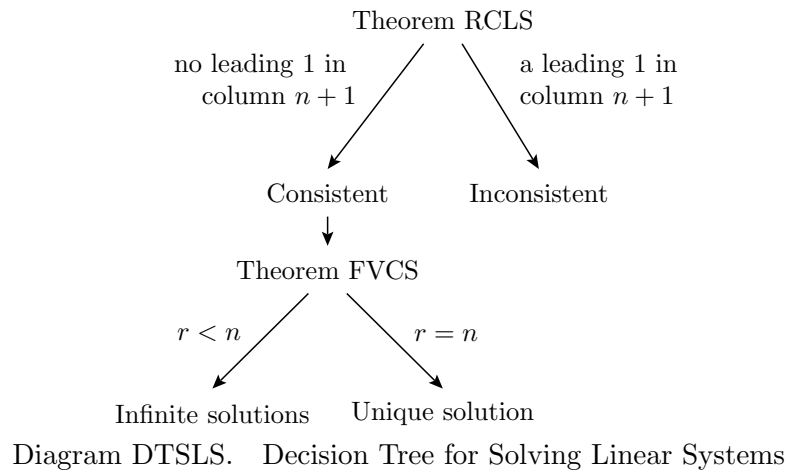 Theorem RCLS
no leading 1 in
column n + 1
a leading 1 in
column n + 1
Consistent
Inconsistent
Theorem FVCS
r < n
r = n
Infinite solutions
Unique solution
Diagram DTSLS. Decision Tree for Solving Linear Systems